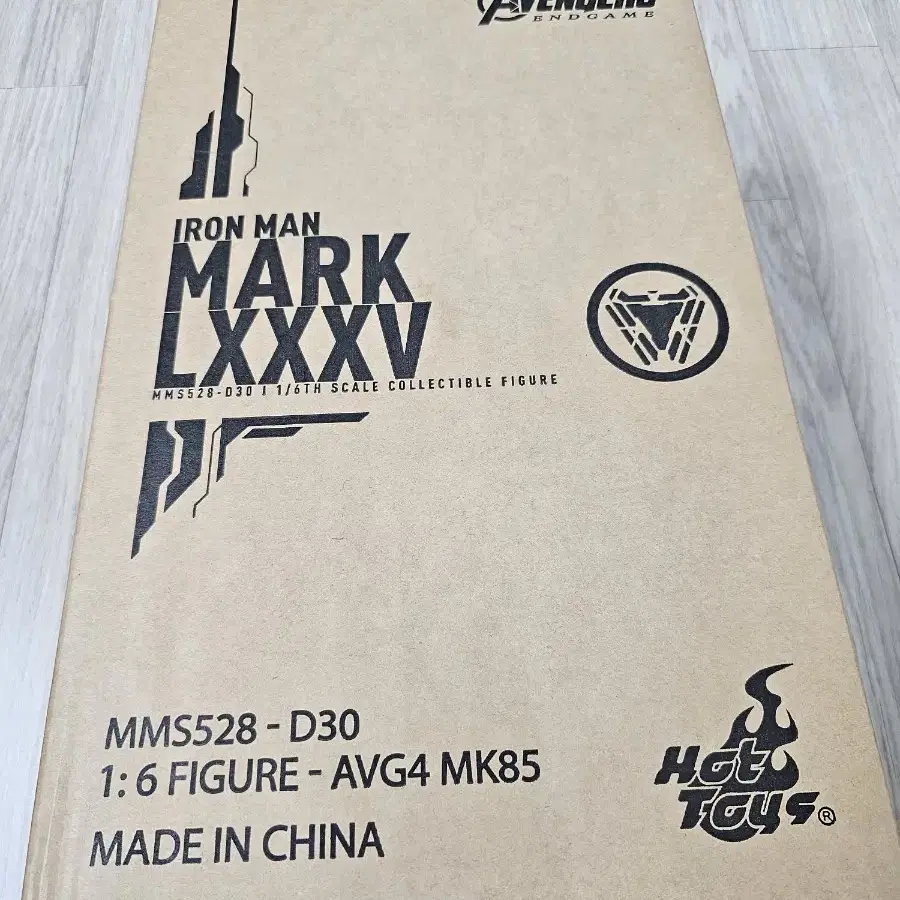 AVENGERS
ENDGAME
IRON MAN
MARK
LXXXV
MMS528-D30 | 1/6TH SCALE COLLECTIBLE FIGURE
MMS528 - D30
1: 6 FIGURE - AVG4 MK85
MADE IN CHINA
Hot
Toys®